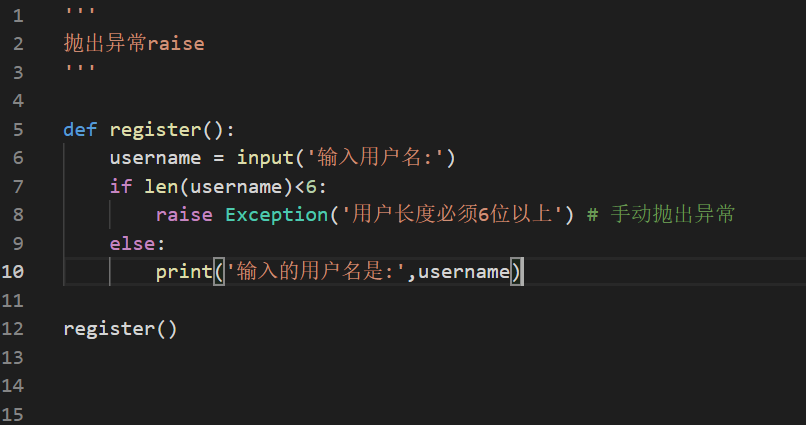 1 '''
2 抛出异常raise
3 '''
4
5 def register():
6     username = input('输入用户名:')
7     if len(username)<6:
8         raise Exception('用户长度必须6位以上') # 手动抛出异常
9     else:
10         print('输入的用户名是:',username)
11
12 register()
13
14
15